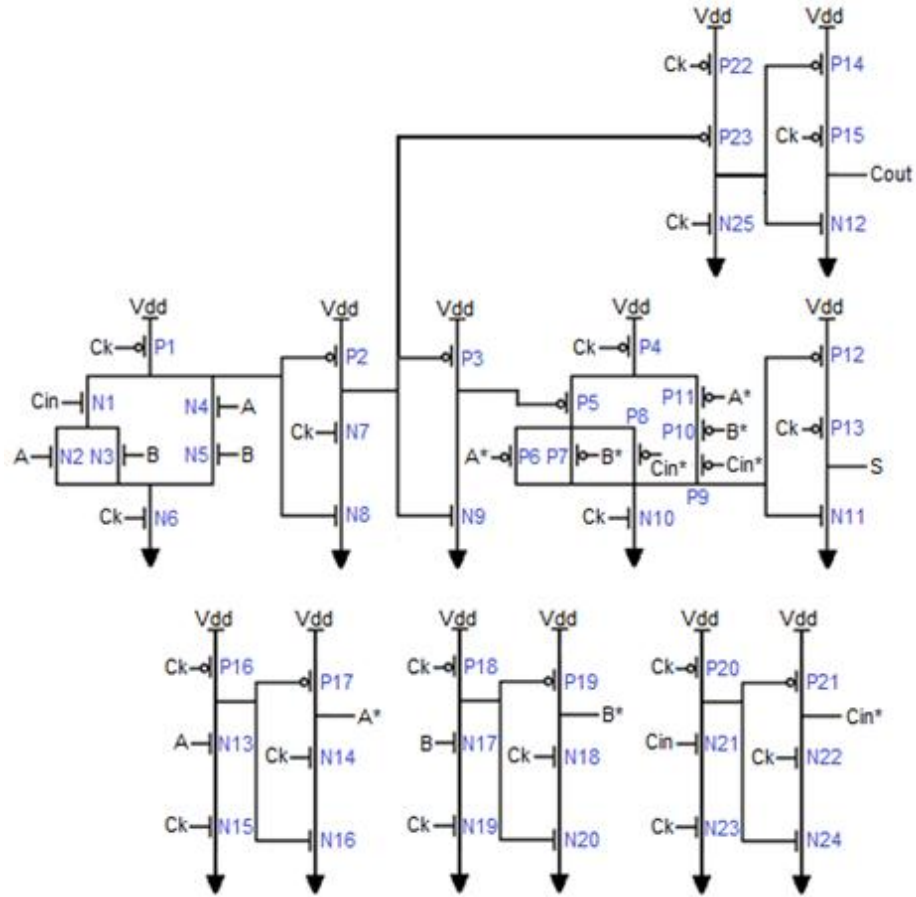 Vdd Vdd
Ck P22 P14
P23 Ck P15
Cout
Ck N25 N12
Vdd Vdd Vdd Vdd Vdd
Ck P1 P2 P3 Ck P4 P12
Cin N1 N4 A P5 P8 P11 A*
Ck N7 P10 B* Ck P13
A N2 N3 B N5 B A* P6 P7 B* Cin* Cin* S
P9
Ck N6 N8 N9 Ck N10 N11
Vdd Vdd Vdd Vdd Vdd Vdd
Ck P16 P17 Ck P18 P19 Ck P20 P21
A* B* Cin*
A N13 Ck N14 B N17 Ck N18 Cin N21 Ck N22
Ck N15 N16 Ck N19 N20 Ck N23 N24